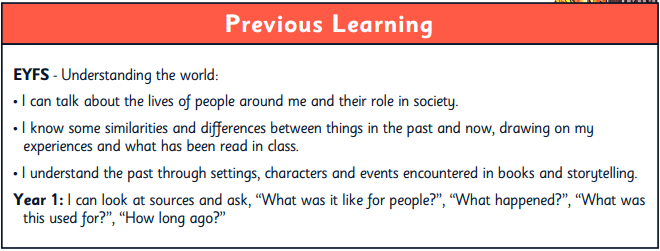 Previous Learning
EYFS - Understanding the world:
• I can talk about the lives of people around me and their role in society.
• I know some similarities and differences between things in the past and now, drawing on my
experiences and what has been read in class.
• I understand the past through settings, characters and events encountered in books and storytelling.
Year 1: I can look at sources and ask, “What was it like for people?”, “What happened?”, “What was
this used for?”, “How long ago?”